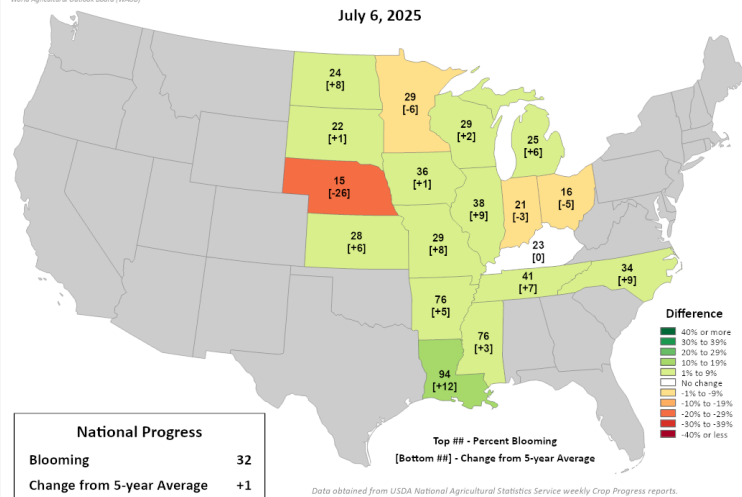 World Agricultural Outlook Board (WAOB)
July 6, 2025
24
[+8]
29
[-6]
29
[+2]
25
[+6]
22
[+1]
15
[-26]
36
[+1]
38
[+9]
21
[-3]
16
[-5]
28
[+6]
29
[+8]
23
[0]
41
[+7]
34
[+9]
76
[+5]
76
[+3]
94
[+12]
Difference
40% or more
30% to 39%
20% to 29%
10% to 19%
1% to 9%
No change
-1% to -9%
-10% to -19%
-20% to -29%
-30% to -39%
-40% or less
National Progress
Blooming 32
Change from 5-year Average +1
Top ## - Percent Blooming
[Bottom ##] - Change from 5-year Average
Data obtained from USDA National Agricultural Statistics Service weekly Crop Progress reports.